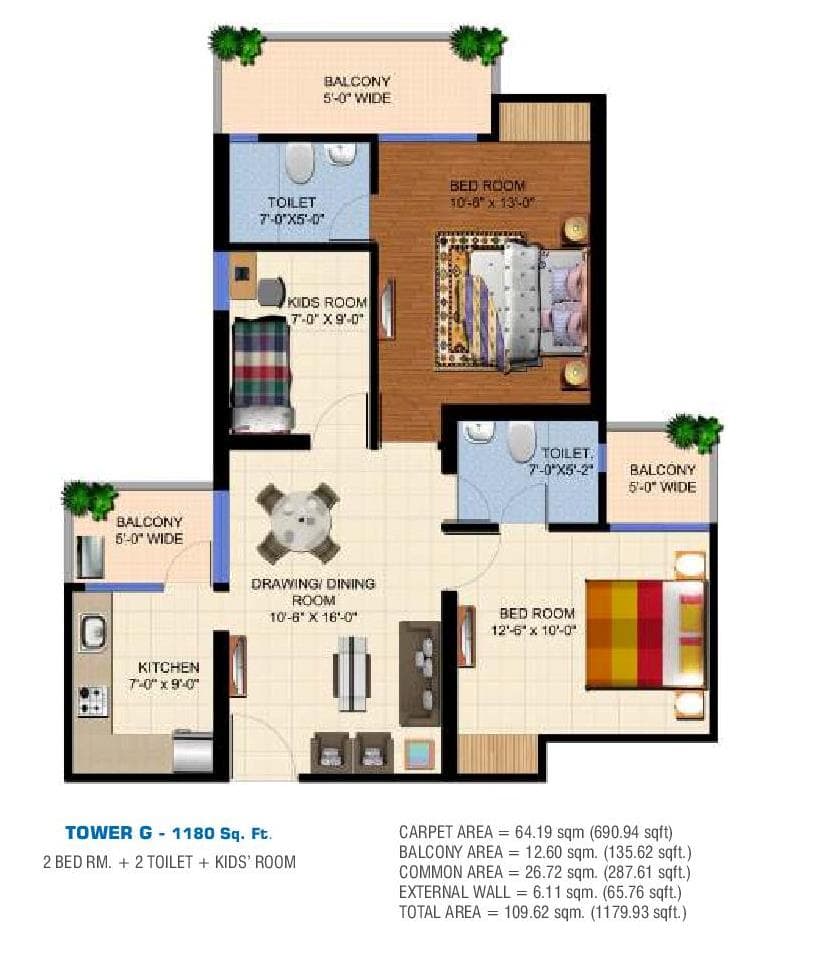 BALCONY
5'-0" WIDE
TOILET
7'-0"X5'-0"
BED ROOM
10'-6" x 13'-0"
KIDS ROOM
7'-0" X 9'-0"
TOILET.
7'-0"X5'-2"
BALCONY
5'-0" WIDE
BALCONY
5'-0" WIDE
DRAWING/ DINING
ROOM
10'-6" X 16'-0"
BED ROOM
12'-6" x 10'-0"
KITCHEN
7'-0" x 9'-0"
TOWER G - 1180 Sq. Ft.
2 BED RM. + 2 TOILET + KIDS' ROOM
CARPET AREA = 64.19 sqm (690.94 sqft)
BALCONY AREA = 12.60 sqm. (135.62 sqft.)
COMMON AREA = 26.72 sqm. (287.61 sqft.)
EXTERNAL WALL = 6.11 sqm. (65.76 sqft.)
TOTAL AREA = 109.62 sqm. (1179.93 sqft.)